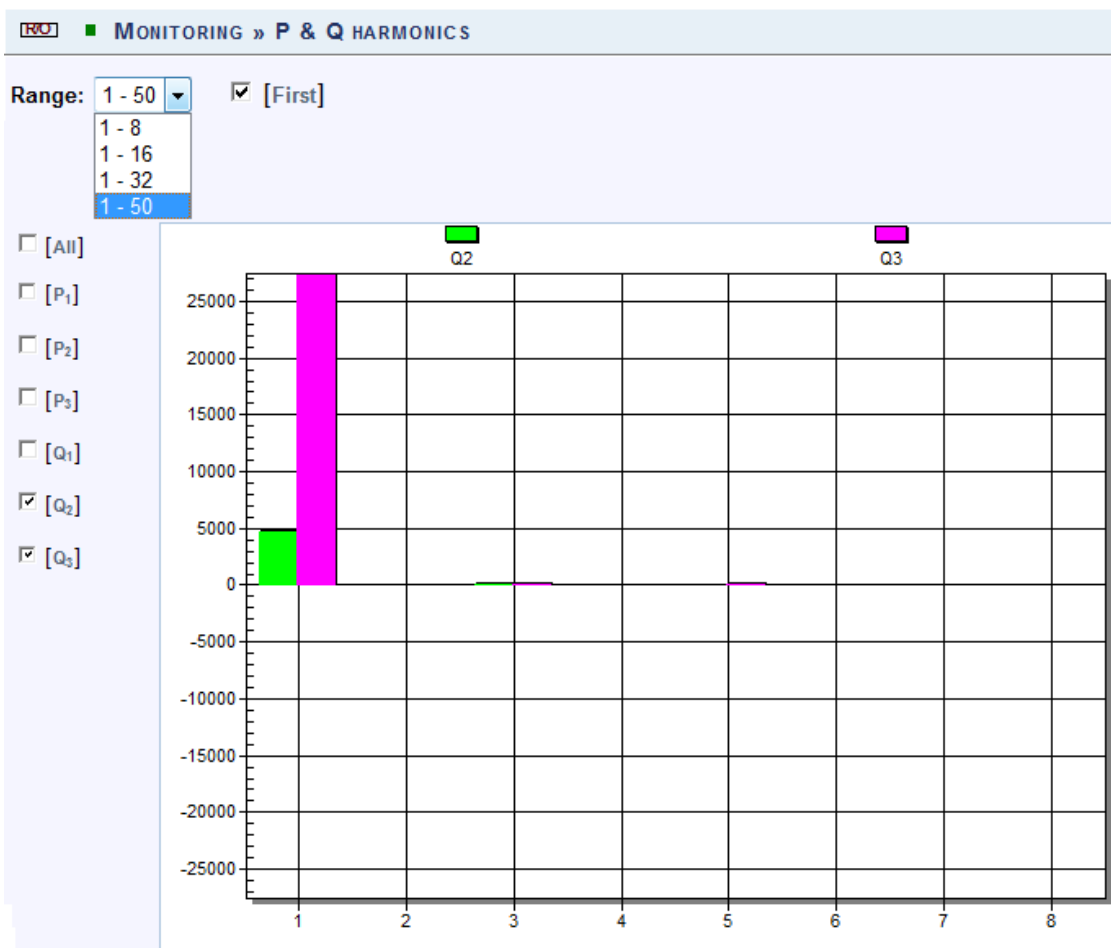 R/O MONITORING » P & Q HARMONICS
Range: 1 - 50 [First]
1 - 8
1 - 16
1 - 32
1 - 50
[All]
[P₁]
[P₂]
[P₃]
[Q₁]
[Q₂]
[Q₃]
Q2 Q3
25000
20000
15000
10000
5000
0
-5000
-10000
-15000
-20000
-25000
1 2 3 4 5 6 7 8